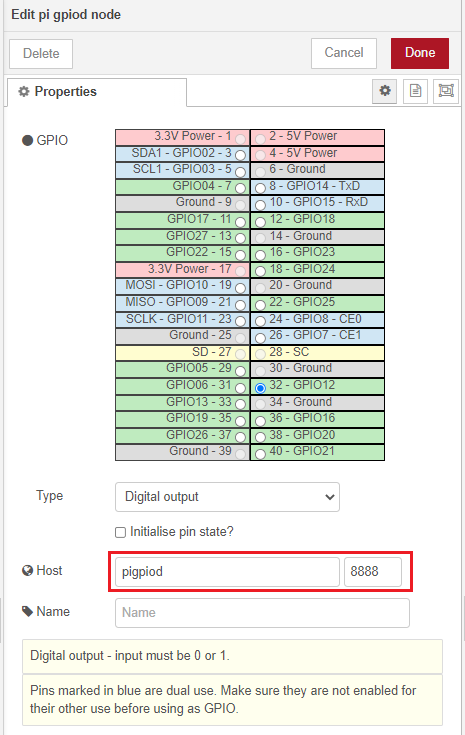 Edit pi gpiod node
Delete
Cancel
Done
Properties
GPIO
3.3V Power - 1
2 - 5V Power
SDA1 - GPIO02 - 3
4 - 5V Power
SCL1 - GPIO03 - 5
6 - Ground
GPIO04 - 7
8 - GPIO14 - TxD
Ground - 9
10 - GPIO15 - RxD
GPIO17 - 11
12 - GPIO18
GPIO27 - 13
14 - Ground
GPIO22 - 15
16 - GPIO23
3.3V Power - 17
18 - GPIO24
MOSI - GPIO10 - 19
20 - Ground
MISO - GPIO09 - 21
22 - GPIO25
SCLK - GPIO11 - 23
24 - GPIO8 - CE0
Ground - 25
26 - GPIO7 - CE1
SD - 27
28 - SC
GPIO05 - 29
30 - Ground
GPIO06 - 31
32 - GPIO12
GPIO13 - 33
34 - Ground
GPIO19 - 35
36 - GPIO16
GPIO26 - 37
38 - GPIO20
Ground - 39
40 - GPIO21
Type
Digital output
Initialise pin state?
Host
pigpiod
8888
Name
Name
Digital output - input must be 0 or 1.
Pins marked in blue are dual use. Make sure they are not enabled for
their other use before using as GPIO.